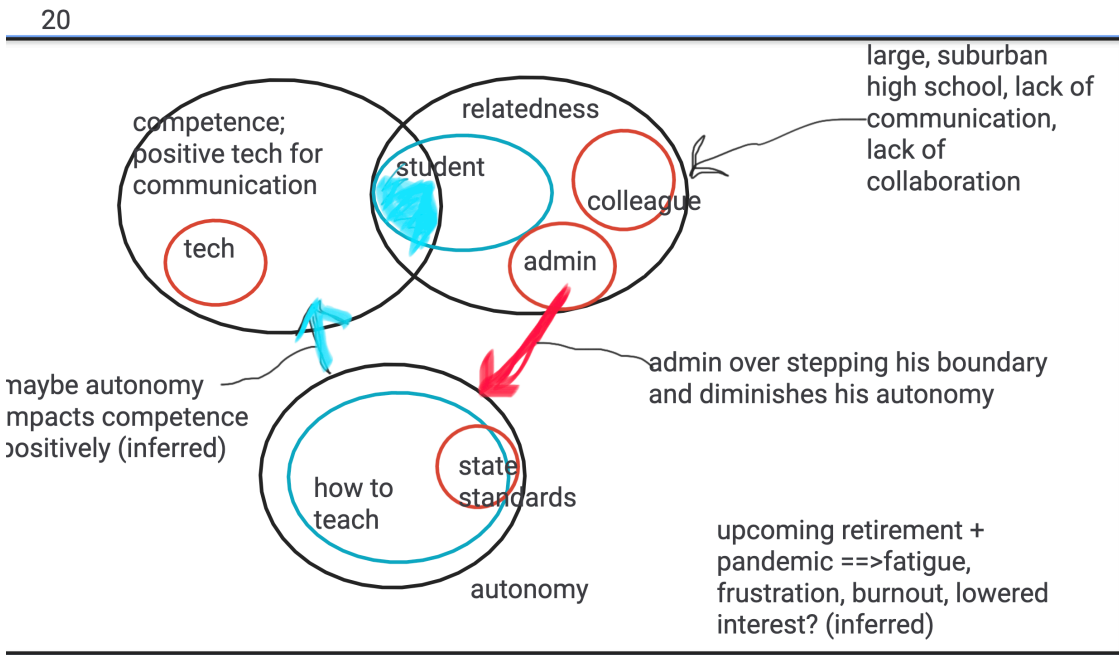 20
large, suburban
high school, lack of
communication,
lack of
collaboration
competence;
positive tech for
communication
relatedness
student
colleague
tech
admin
admin over stepping his boundary
and diminishes his autonomy
maybe autonomy
mpacts competence
positively (inferred)
state
standards
how to
teach
autonomy
upcoming retirement +
pandemic ==>fatigue,
frustration, burnout, lowered
interest? (inferred)